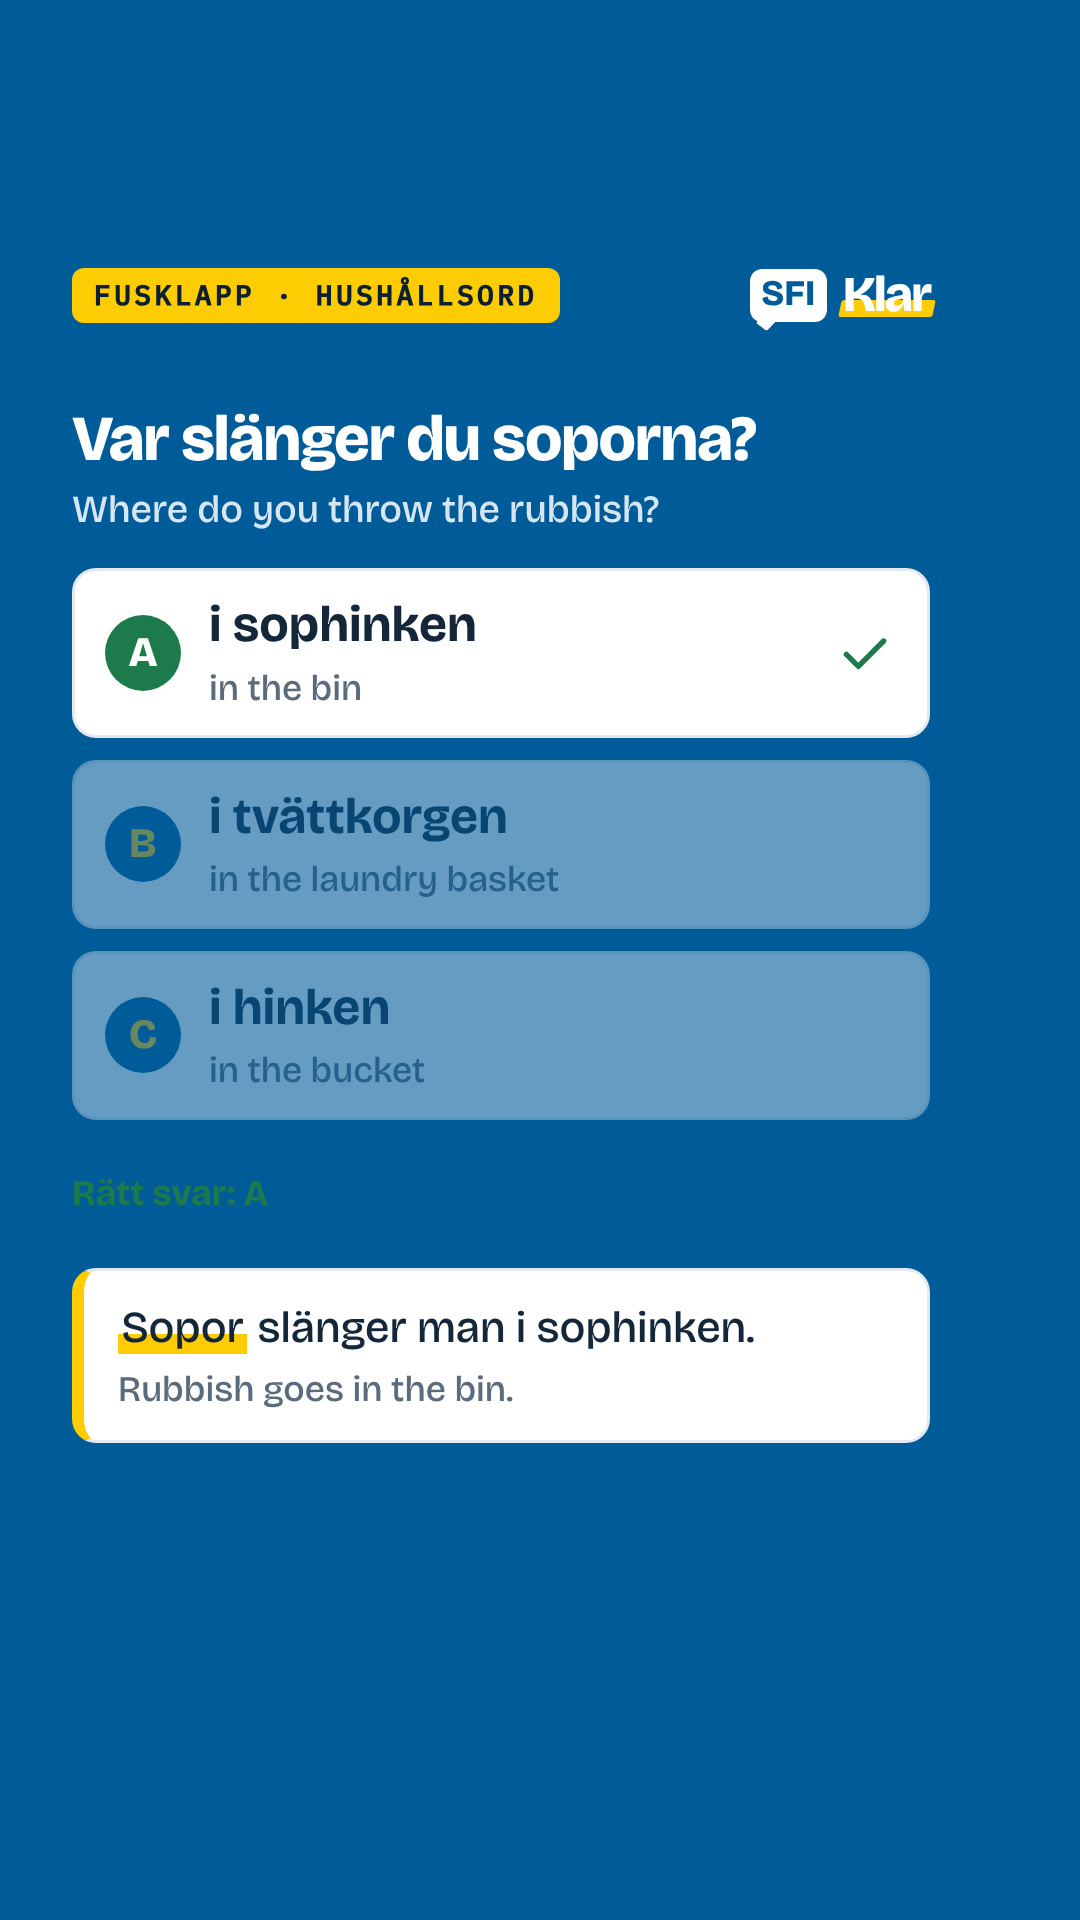 FUSKLAPP · HUSHÅLLSORD
SFI Klar
Var slänger du soporna?
Where do you throw the rubbish?
A
i sophinken
in the bin
B
i tvättkorgen
in the laundry basket
C
i hinken
in the bucket
Rätt svar: A
Sopor slänger man i sophinken.
Rubbish goes in the bin.